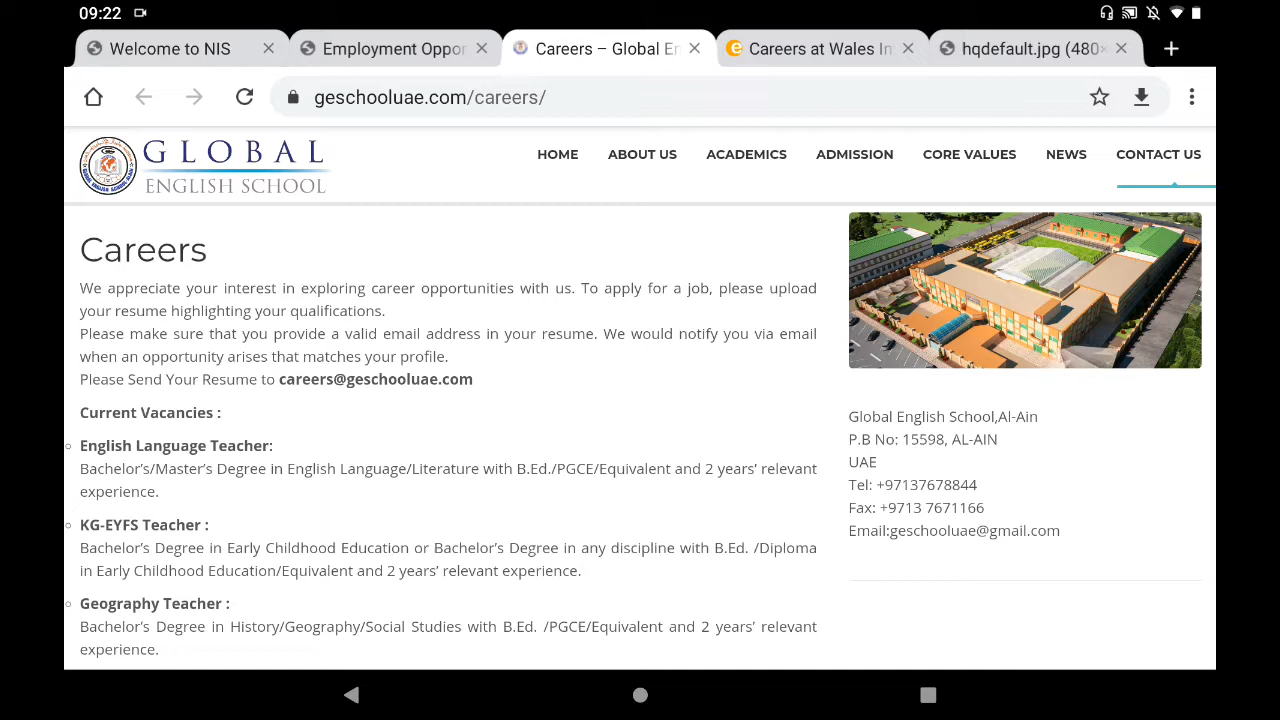 09:22
Welcome to NIS
Employment Oppor
Careers – Global En
Careers at Wales In
hqdefault.jpg (480×
geschooluae.com/careers/
GLOBAL
ENGLISH SCHOOL
HOME ABOUT US ACADEMICS ADMISSION CORE VALUES NEWS CONTACT US
Careers
We appreciate your interest in exploring career opportunities with us. To apply for a job, please upload
your resume highlighting your qualifications.
Please make sure that you provide a valid email address in your resume. We would notify you via email
when an opportunity arises that matches your profile.
Please Send Your Resume to careers@geschooluae.com
Current Vacancies :
English Language Teacher:
Bachelor’s/Master’s Degree in English Language/Literature with B.Ed./PGCE/Equivalent and 2 years’ relevant
experience.
KG-EYFS Teacher :
Bachelor’s Degree in Early Childhood Education or Bachelor’s Degree in any discipline with B.Ed. /Diploma
in Early Childhood Education/Equivalent and 2 years’ relevant experience.
Geography Teacher :
Bachelor’s Degree in History/Geography/Social Studies with B.Ed. /PGCE/Equivalent and 2 years’ relevant
experience.
Global English School,Al-Ain
P.B No: 15598, AL-AIN
UAE
Tel: +97137678844
Fax: +9713 7671166
Email:geschooluae@gmail.com